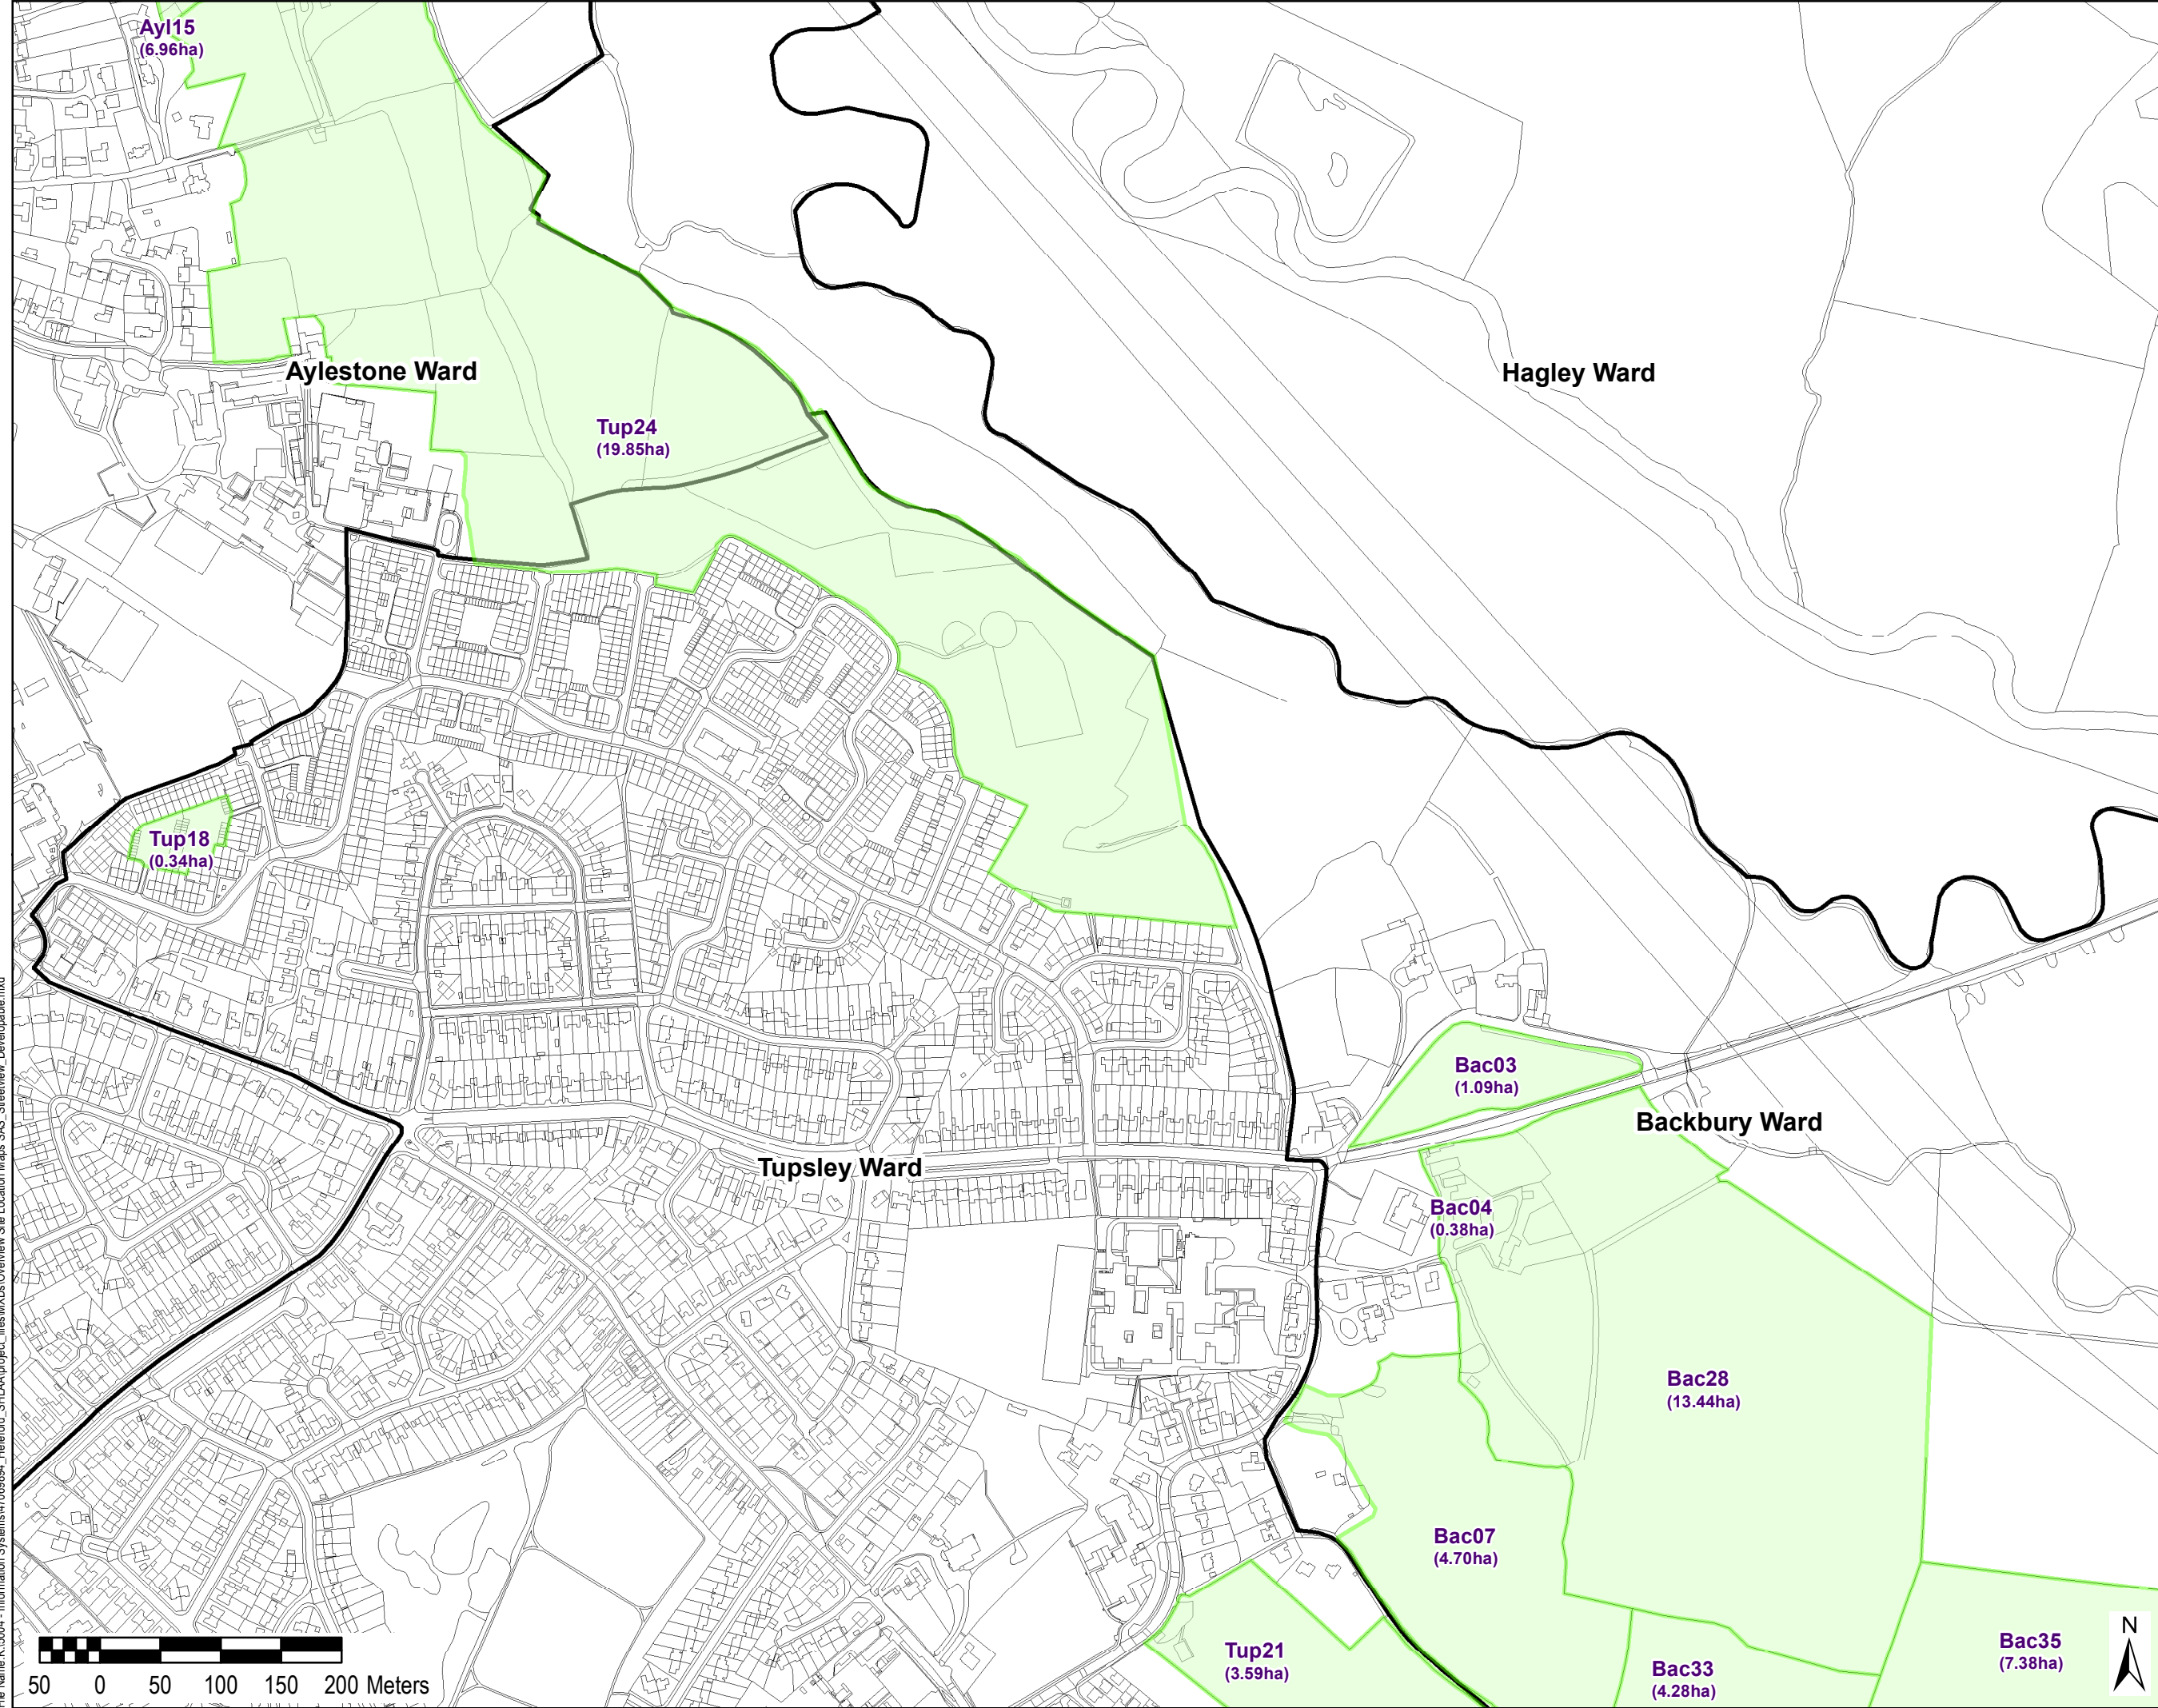 Ayl15
(6.96ha)
Aylestone Ward
Hagley Ward
Tup24
(19.85ha)
Tup18
(0.34ha)
Bac03
(1.09ha)
Backbury Ward
Tupsley Ward
Bac04
(0.38ha)
Bac28
(13.44ha)
Bac07
(4.70ha)
Tup21
(3.59ha)
Bac33
(4.28ha)
Bac35
(7.38ha)
N
50 0 50 100 150 200 Meters